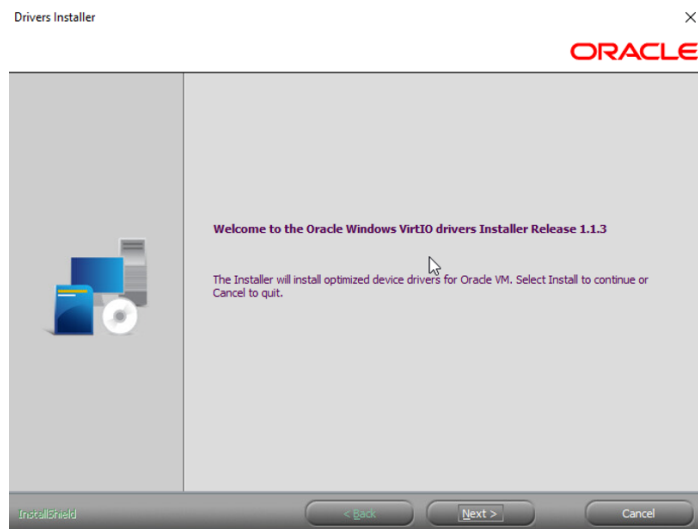 Drivers Installer
ORACLE
Welcome to the Oracle Windows VirtIO drivers Installer Release 1.1.3
The Installer will install optimized device drivers for Oracle VM. Select Install to continue or
Cancel to quit.
InstallShield
< Back
Next >
Cancel